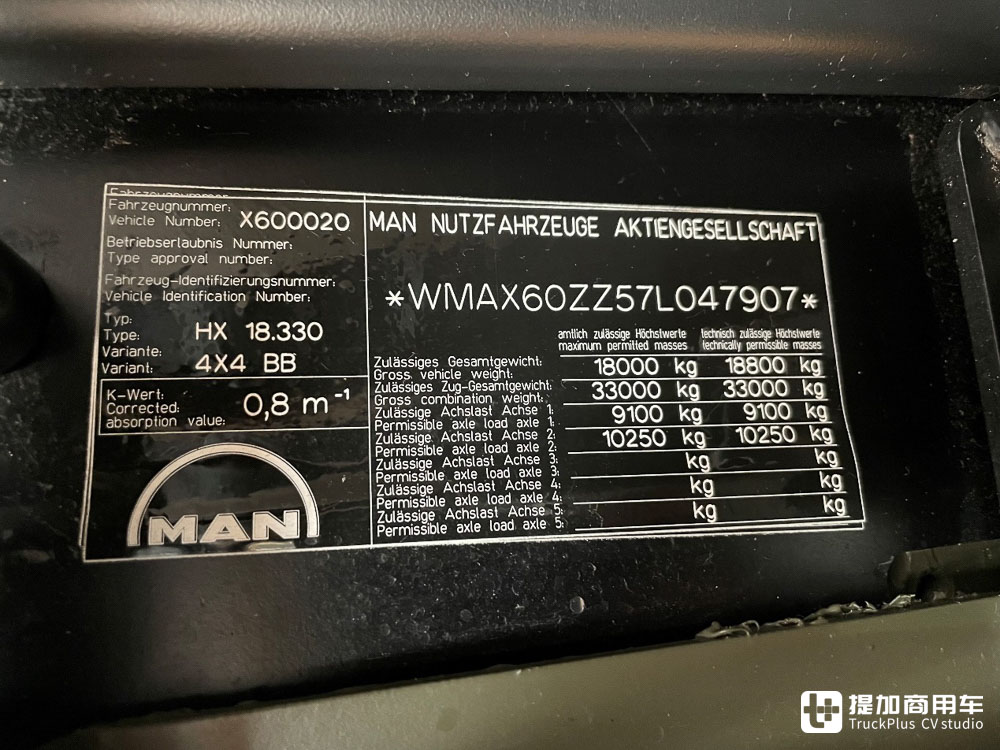 Fahrzeugnummer:
Fahrzeugnummer:
Vehicle Number: X600020
Betriebserlaubnis Nummer:
Type approval number:
Fahrzeug-Identifizierungsnummer:
Vehicle Identification Number:
Typ:
Type: HX 18.330
Variante:
Variant: 4X4 BB
K-Wert:
Corrected: 0,8 m⁻¹
absorption value:
MAN
MAN NUTZFAHRZEUGE AKTIENGESELLSCHAFT
*WMAX60ZZ57L047907*
amtlich zulässige Höchstwerte technisch zulässige Höchstwerte
maximum permitted masses technically permissible masses
Zulässiges Gesamtgewicht: 18000 kg 18800 kg
Gross vehicle weight:
Zulässiges Zug-Gesamtgewicht: 33000 kg 33000 kg
Gross combination weight:
Zulässige Achslast Achse 1: 9100 kg 9100 kg
Permissible axle load axle 1:
Zulässige Achslast Achse 2: 10250 kg 10250 kg
Permissible axle load axle 2:
Zulässige Achslast Achse 3: kg kg
Permissible axle load axle 3:
Zulässige Achslast Achse 4: kg kg
Permissible axle load axle 4:
Zulässige Achslast Achse 5: kg kg
Permissible axle load axle 5:
提加商用车
TruckPlus CVstudio